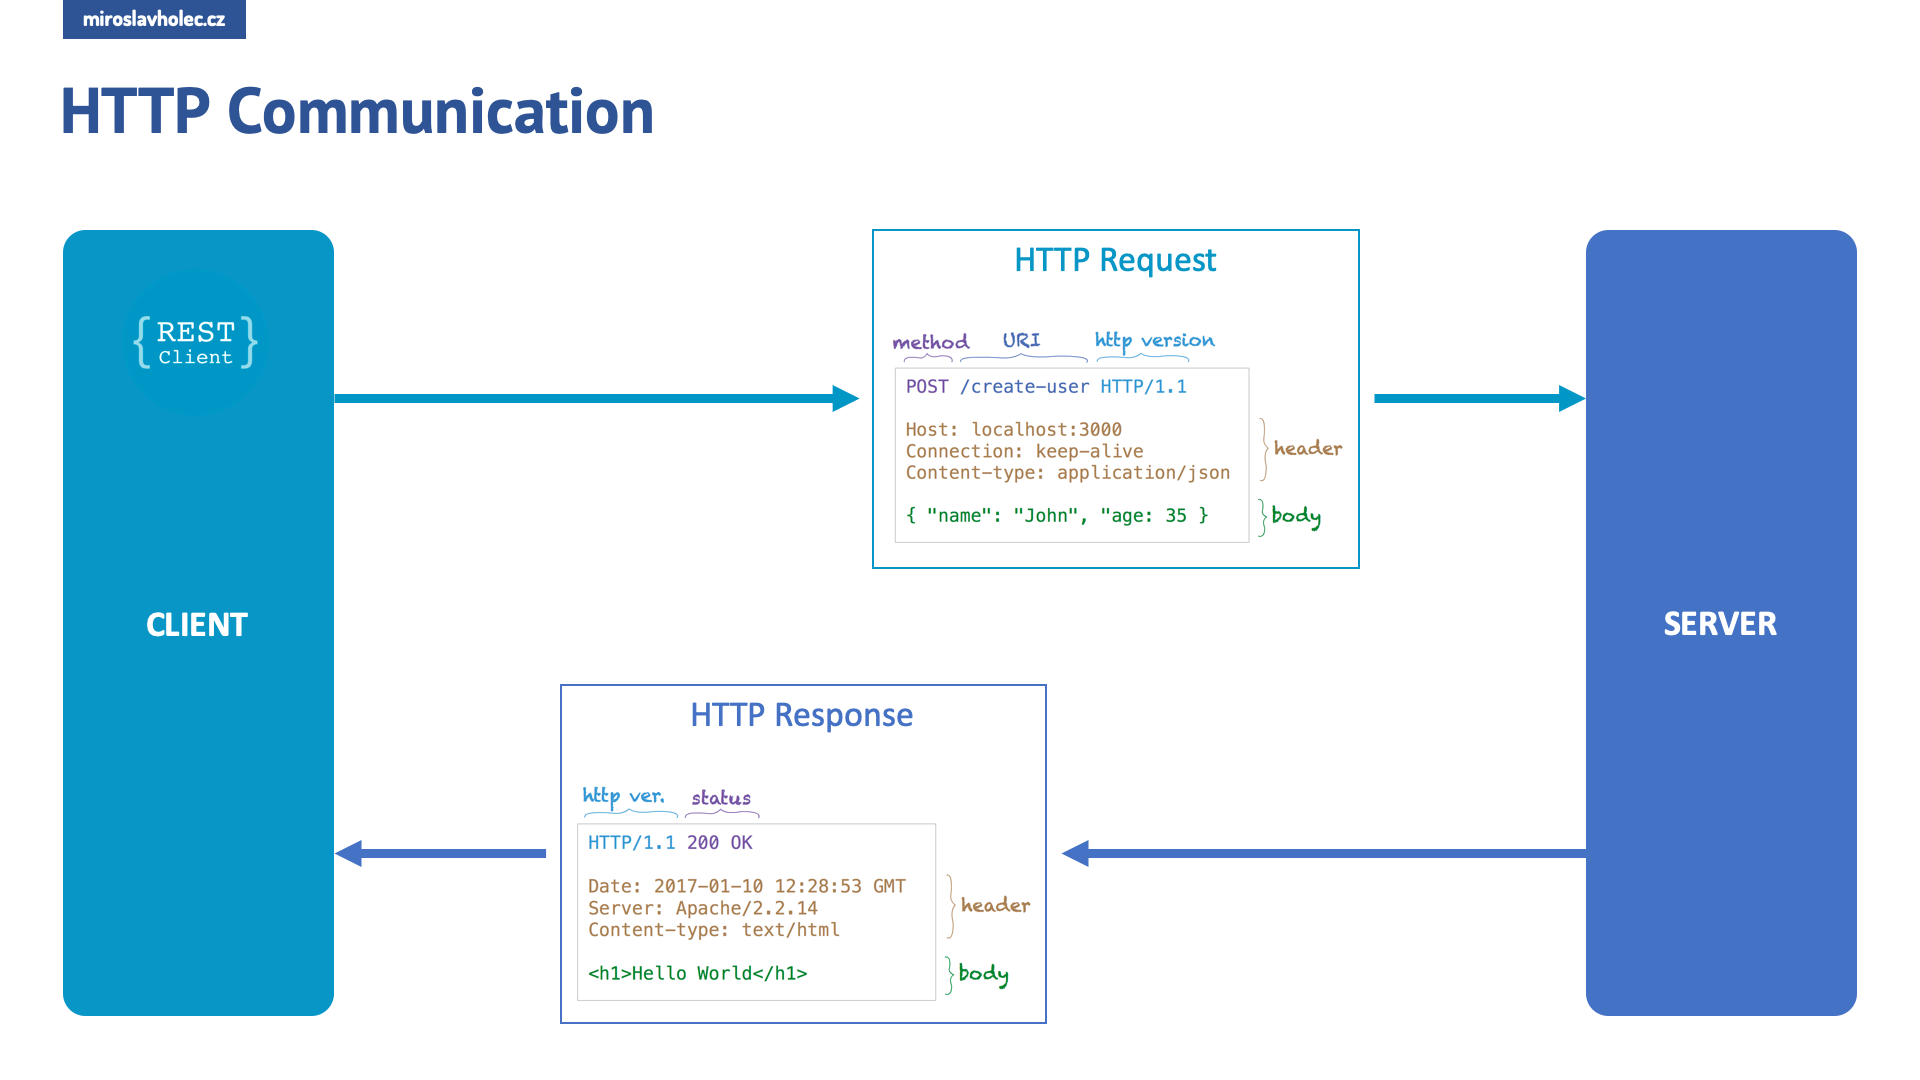 miroslavholec.cz
HTTP Communication
{ REST }
Client
CLIENT
HTTP Request
method URI http version
POST /create-user HTTP/1.1
Host: localhost:3000
Connection: keep-alive
Content-type: application/json
header
{ "name": "John", "age: 35 }
body
SERVER
HTTP Response
http ver. status
HTTP/1.1 200 OK
Date: 2017-01-10 12:28:53 GMT
Server: Apache/2.2.14
Content-type: text/html
header
<h1>Hello World</h1>
body